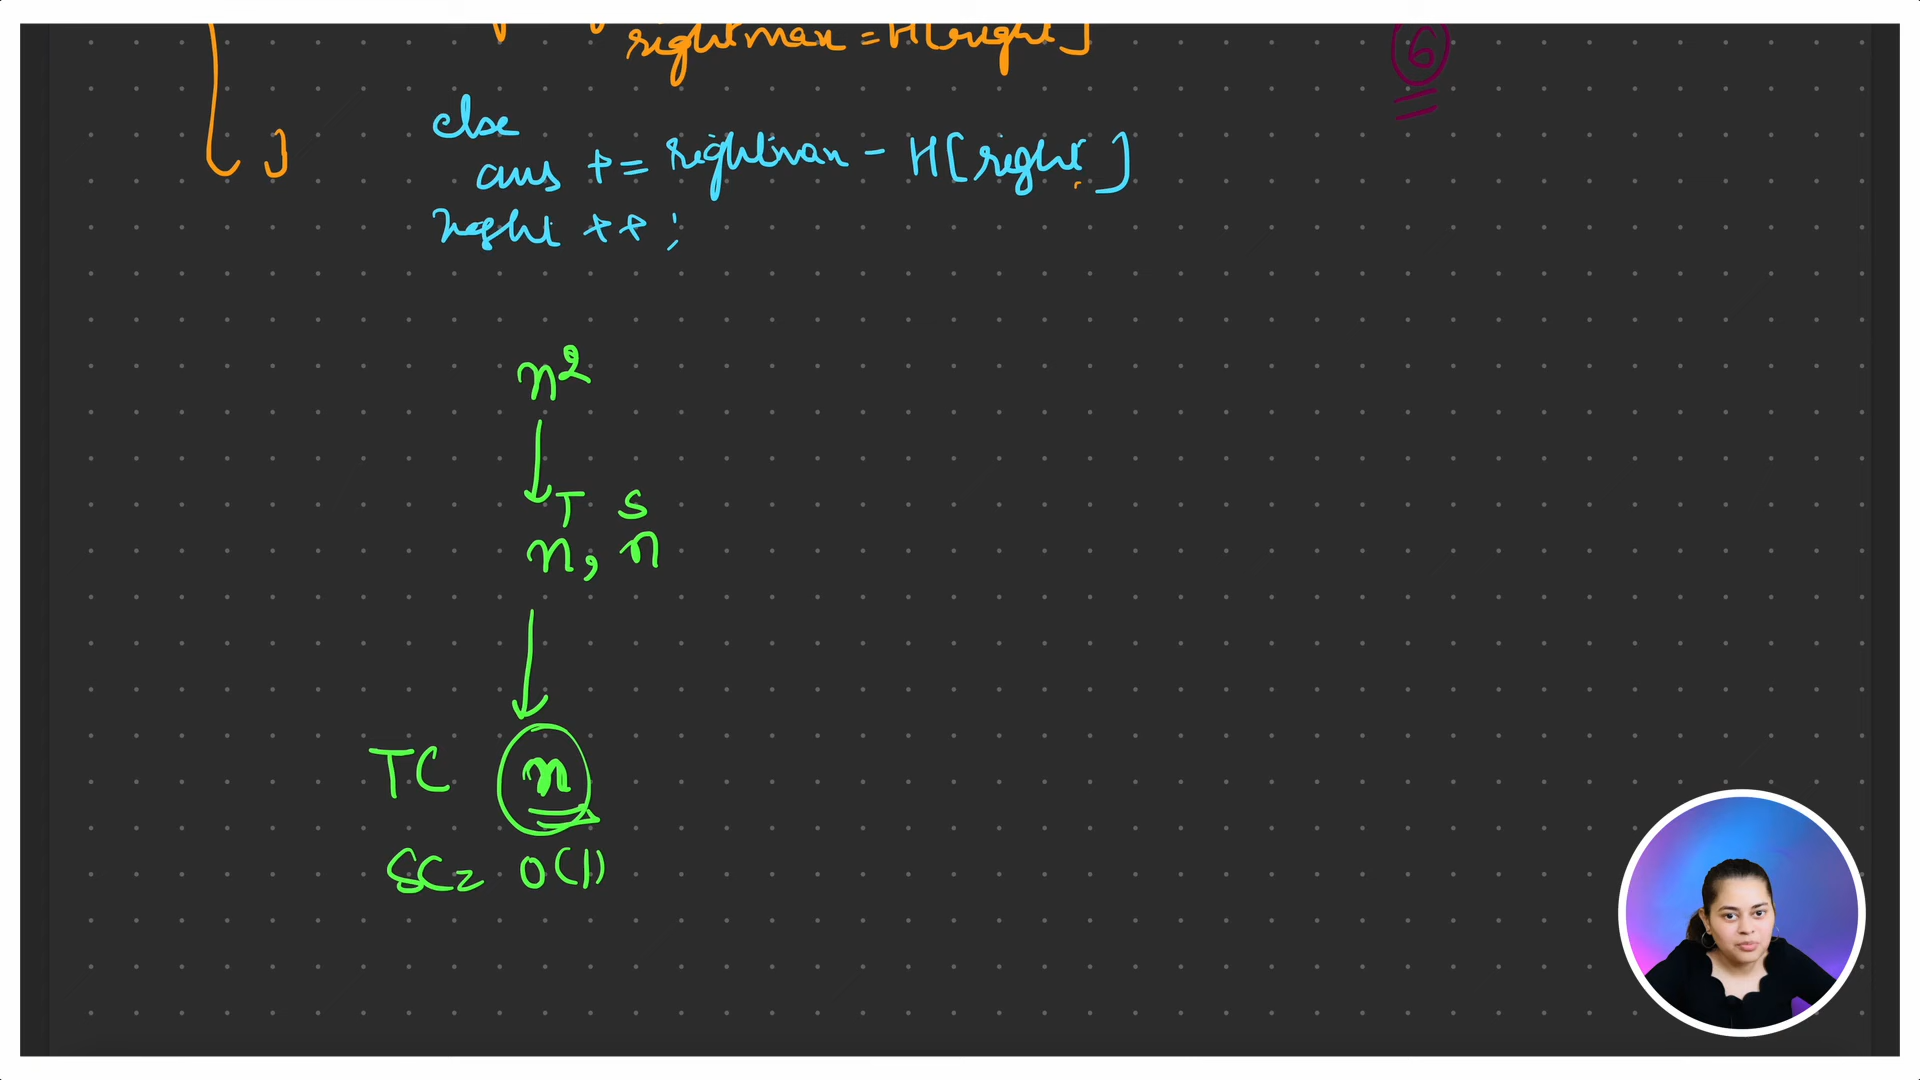 rightmax = H[right]
6
}
else
ans += rightmax - H[right]
right ++ ;
n²
T S
n, n
TC n
SC = O(1)